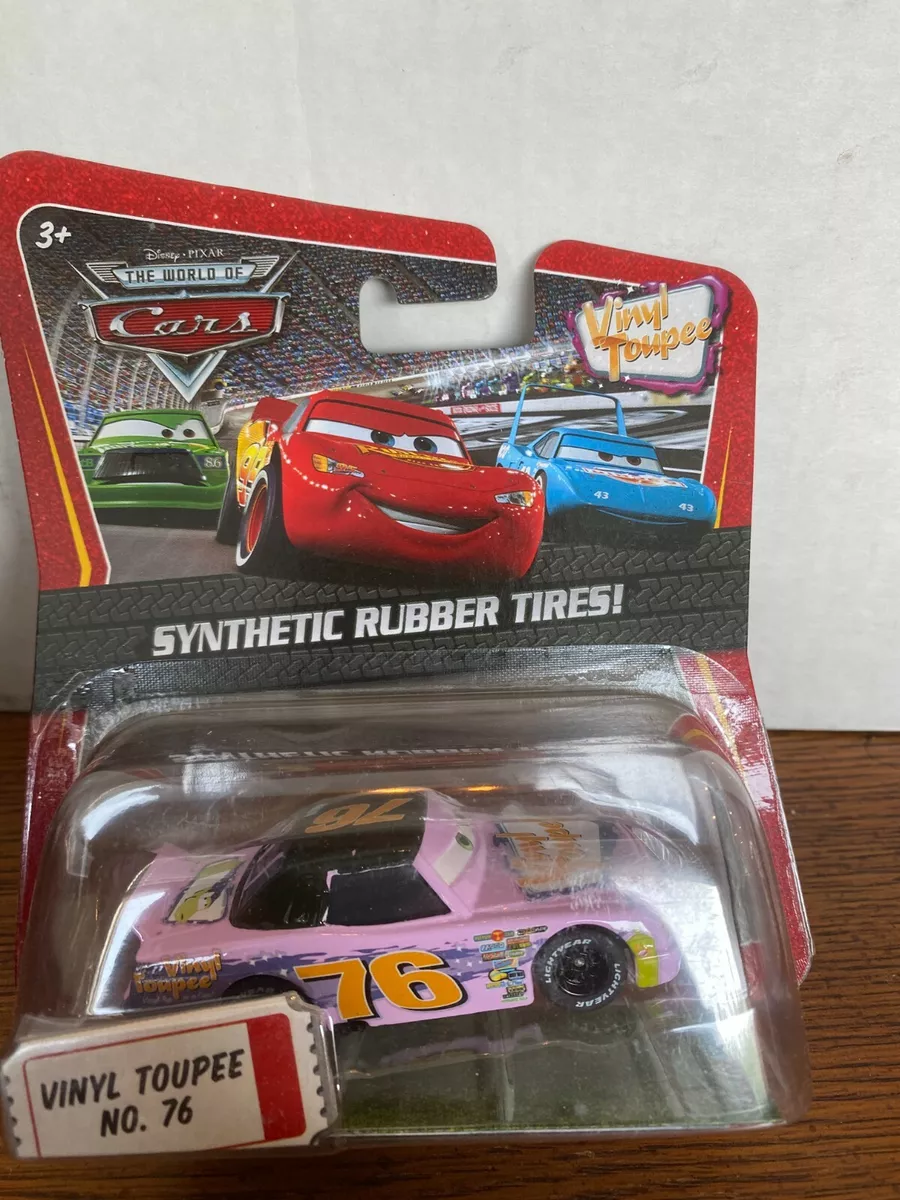 3+
Disney • PIXAR
THE WORLD OF
Cars
Vinyl
Toupee
86
43
43
SYNTHETIC RUBBER TIRES!
76
Vinyl
Toupee
76
LIGHTYEAR
LIGHTYEAR
VINYL TOUPEE
NO. 76